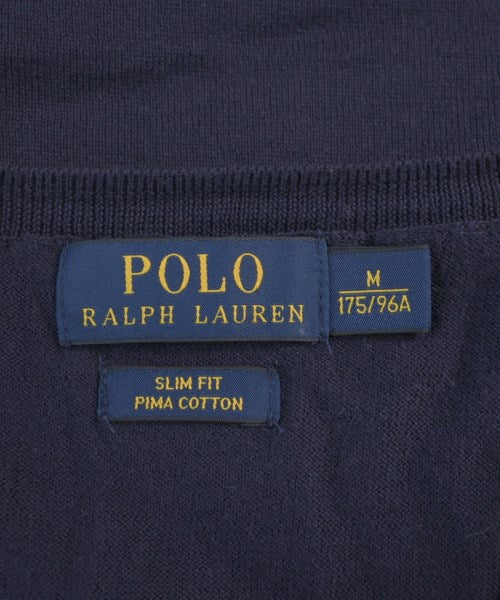 POLO
RALPH LAUREN
M
175/96A
SLIM FIT
PIMA COTTON